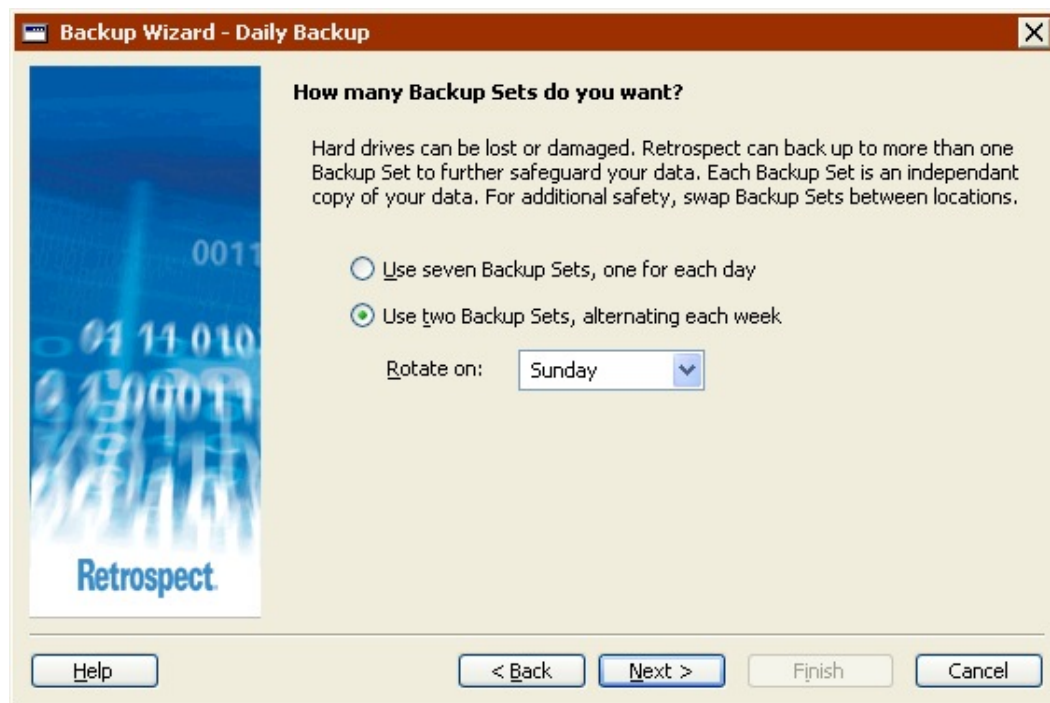 Backup Wizard - Daily Backup
How many Backup Sets do you want?
Hard drives can be lost or damaged. Retrospect can back up to more than one
Backup Set to further safeguard your data. Each Backup Set is an independant
copy of your data. For additional safety, swap Backup Sets between locations.
Use seven Backup Sets, one for each day
Use two Backup Sets, alternating each week
Rotate on: Sunday
0011
01 11 010
0 1 00011
Retrospect.
Help < Back Next > Finish Cancel